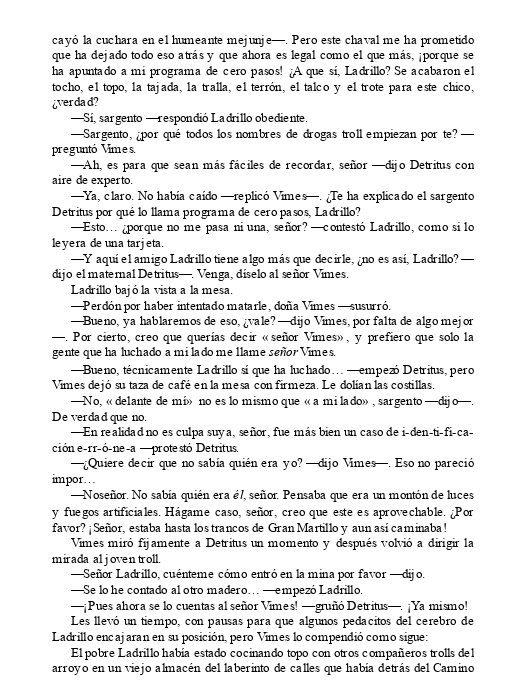 cayó la cuchara en el humeante mejunje—. Pero este chaval me ha prometido
que ha dejado todo eso atrás y que ahora es legal como el que más, ¡porque se
ha apuntado a mi programa de cero pasos! ¿A que sí, Ladrillo? Se acabaron el
tocho, el topo, la tajada, la tralla, el terrón, el talco y el trote para este chico,
¿verdad?
—Sí, sargento —respondió Ladrillo obediente.
—Sargento, ¿por qué todos los nombres de drogas troll empiezan por te? —
preguntó Vimes.
—Ah, es para que sean más fáciles de recordar, señor —dijo Detritus con
aire de experto.
—Ya, claro. No había caído —replicó Vimes—. ¿Te ha explicado el sargento
Detritus por qué lo llama programa de cero pasos, Ladrillo?
—Esto… ¿porque no me pasa ni una, señor? —contestó Ladrillo, como si lo
leyera de una tarjeta.
—Y aquí el amigo Ladrillo tiene algo más que decirle, ¿no es así, Ladrillo? —
dijo el maternal Detritus—. Venga, díselo al señor Vimes.
Ladrillo bajó la vista a la mesa.
—Perdón por haber intentado matarle, doña Vimes —susurró.
—Bueno, ya hablaremos de eso, ¿vale? —dijo Vimes, por falta de algo mejor
—. Por cierto, creo que querías decir «señor Vimes», y prefiero que solo la
gente que ha luchado a mi lado me llame señor Vimes.
—Bueno, técnicamente Ladrillo sí que ha luchado… —empezó Detritus, pero
Vimes dejó su taza de café en la mesa con firmeza. Le dolían las costillas.
—No, «delante de mí» no es lo mismo que «a mi lado», sargento —dijo—.
De verdad que no.
—En realidad no es culpa suya, señor, fue más bien un caso de i-den-ti-fi-ca-
ción e-rr-ó-ne-a —protestó Detritus.
—¿Quiere decir que no sabía quién era yo? —dijo Vimes—. Eso no pareció
impor…
—Noseñor. No sabía quién era él, señor. Pensaba que era un montón de luces
y fuegos artificiales. Hágame caso, señor, creo que este es aprovechable. ¿Por
favor? ¡Señor, estaba hasta los trancos de Gran Martillo y aun así caminaba!
Vimes miró fijamente a Detritus un momento y después volvió a dirigir la
mirada al joven troll.
—Señor Ladrillo, cuénteme cómo entró en la mina por favor —dijo.
—Se lo he contado al otro madero… —empezó Ladrillo.
—¡Pues ahora se lo cuentas al señor Vimes! —gruñó Detritus—. ¡Ya mismo!
Les llevó un tiempo, con pausas para que algunos pedacitos del cerebro de
Ladrillo encajaran en su posición, pero Vimes lo compendió como sigue:
El pobre Ladrillo había estado cocinando topo con otros compañeros trolls del
arroyo en un viejo almacén del laberinto de calles que había detrás del Camino